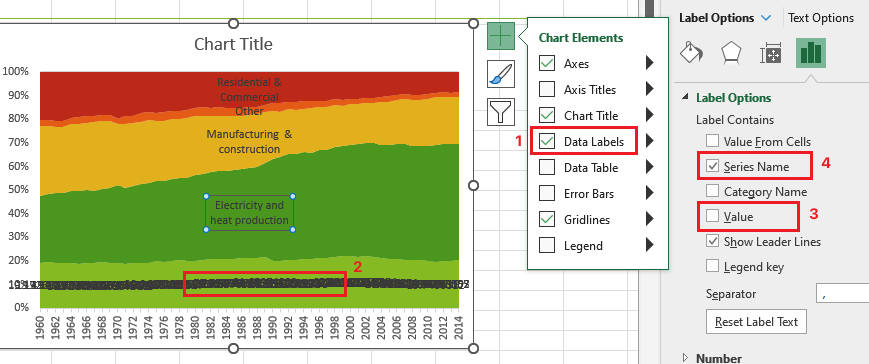 Chart Title
100%
90%
80%
70%
60%
50%
40%
30%
20%
10%
0%
Residential &
Commercial
Other
Manufacturing &
construction
Electricity and
heat production
2
1960
1962
1964
1966
1968
1970
1972
1974
1976
1978
1980
1982
1984
1986
1988
1990
1992
1994
1996
1998
2000
2002
2004
2006
2008
2010
2012
2014
Chart Elements
Axes
Axis Titles
Chart Title
1
Data Labels
Data Table
Error Bars
Gridlines
Legend
Label Options
Text Options
Label Options
Label Contains
Value From Cells
Series Name
4
Category Name
Value
3
Show Leader Lines
Legend key
Separator
,
Reset Label Text
Number